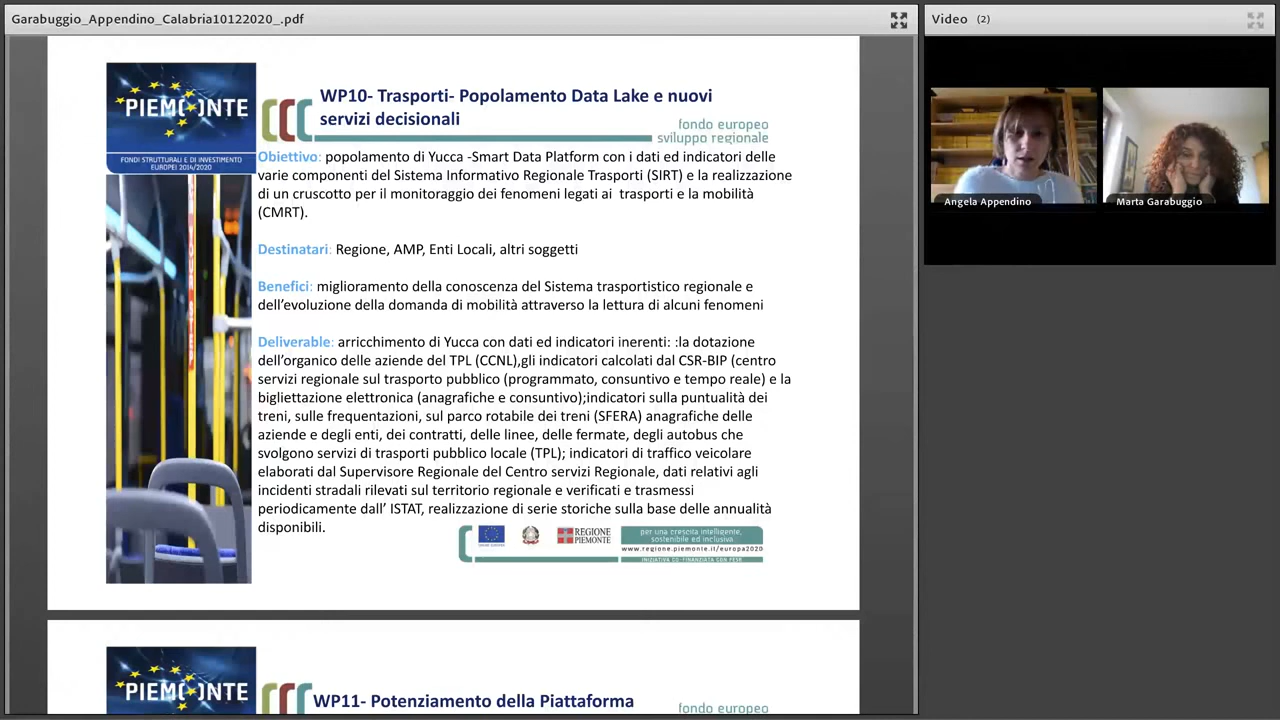 Garabuggio_Appendino_Calabria10122020_.pdf
Video (2)
PIEMONTE
FONDI STRUTTURALI E DI INVESTIMENTO
EUROPEI 2014/2020
WP10- Trasporti- Popolamento Data Lake e nuovi
servizi decisionali
fondo europeo
sviluppo regionale
Obiettivo: popolamento di Yucca -Smart Data Platform con i dati ed indicatori delle
varie componenti del Sistema Informativo Regionale Trasporti (SIRT) e la realizzazione
di un cruscotto per il monitoraggio dei fenomeni legati ai trasporti e la mobilità
(CMRT).
Destinatari: Regione, AMP, Enti Locali, altri soggetti
Benefici: miglioramento della conoscenza del Sistema trasportistico regionale e
dell’evoluzione della domanda di mobilità attraverso la lettura di alcuni fenomeni
Deliverable: arricchimento di Yucca con dati ed indicatori inerenti: :la dotazione
dell’organico delle aziende del TPL (CCNL),gli indicatori calcolati dal CSR-BIP (centro
servizi regionale sul trasporto pubblico (programmato, consuntivo e tempo reale) e la
bigliettazione elettronica (anagrafiche e consuntivo);indicatori sulla puntualità dei
treni, sulle frequentazioni, sul parco rotabile dei treni (SFERA) anagrafiche delle
aziende e degli enti, dei contratti, delle linee, delle fermate, degli autobus che
svolgono servizi di trasporti pubblico locale (TPL); indicatori di traffico veicolare
elaborati dal Supervisore Regionale del Centro servizi Regionale, dati relativi agli
incidenti stradali rilevati sul territorio regionale e verificati e trasmessi
periodicamente dall’ ISTAT, realizzazione di serie storiche sulla base delle annualità
disponibili.
REGIONE
PIEMONTE
per una crescita intelligente,
sostenibile ed inclusiva
www.regione.piemonte.it/europa2020
INIZIATIVA CO-FINANZIATA CON FESR
Angela Appendino
Marta Garabuggio
PIEMONTE
WP11- Potenziamento della Piattaforma
fondo europeo